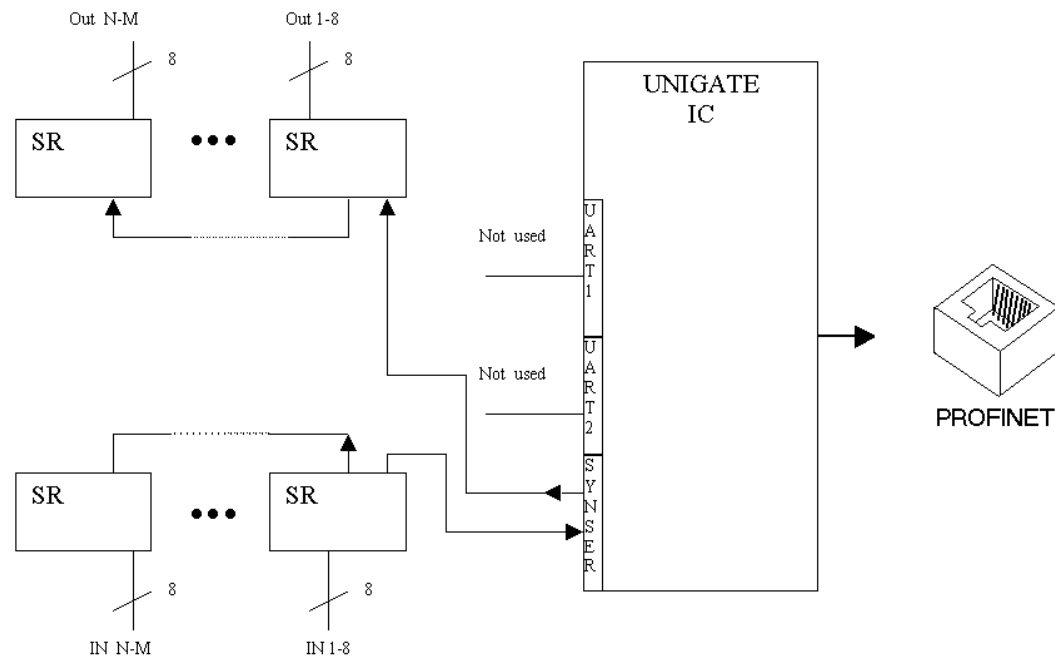 Out N-M
Out 1-8
8
8
UNIGATE
IC
SR
SR
UART1
Not used
UART2
Not used
PROFINET
SYNSER
SR
SR
8
8
IN N-M
IN 1-8